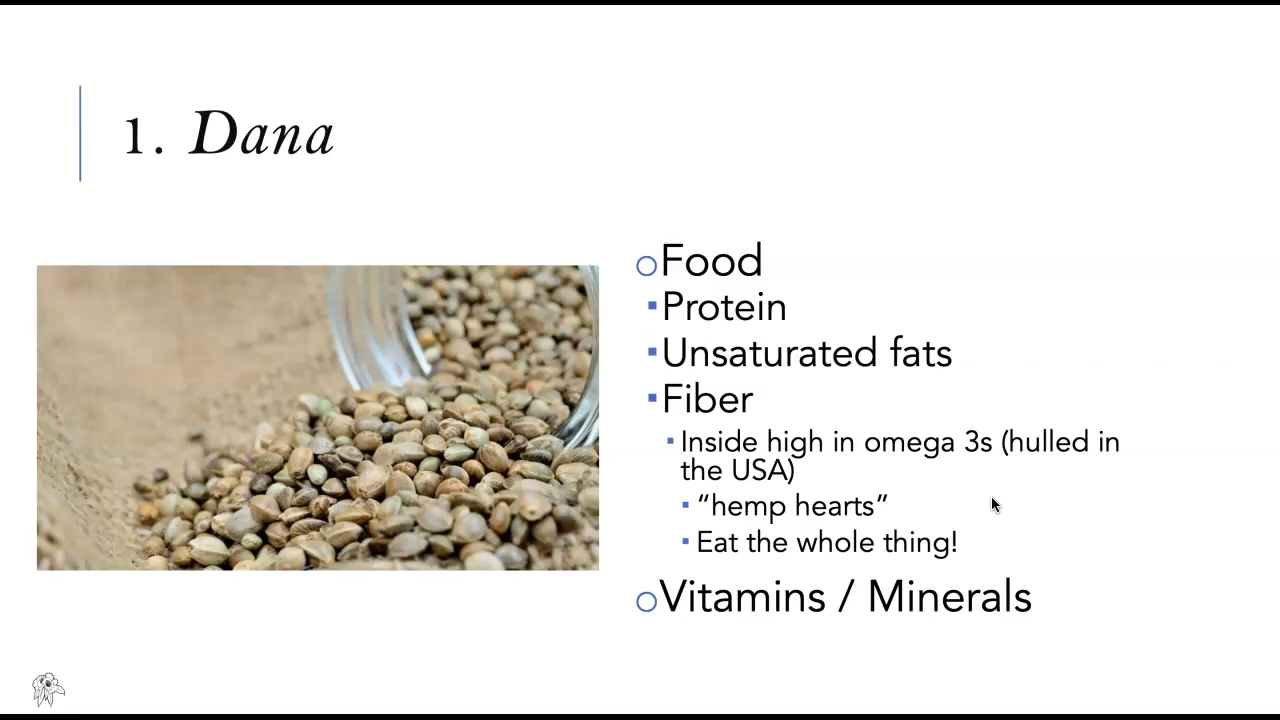 1. Dana
Food
Protein
Unsaturated fats
Fiber
Inside high in omega 3s (hulled in
the USA)
“hemp hearts”
Eat the whole thing!
Vitamins / Minerals